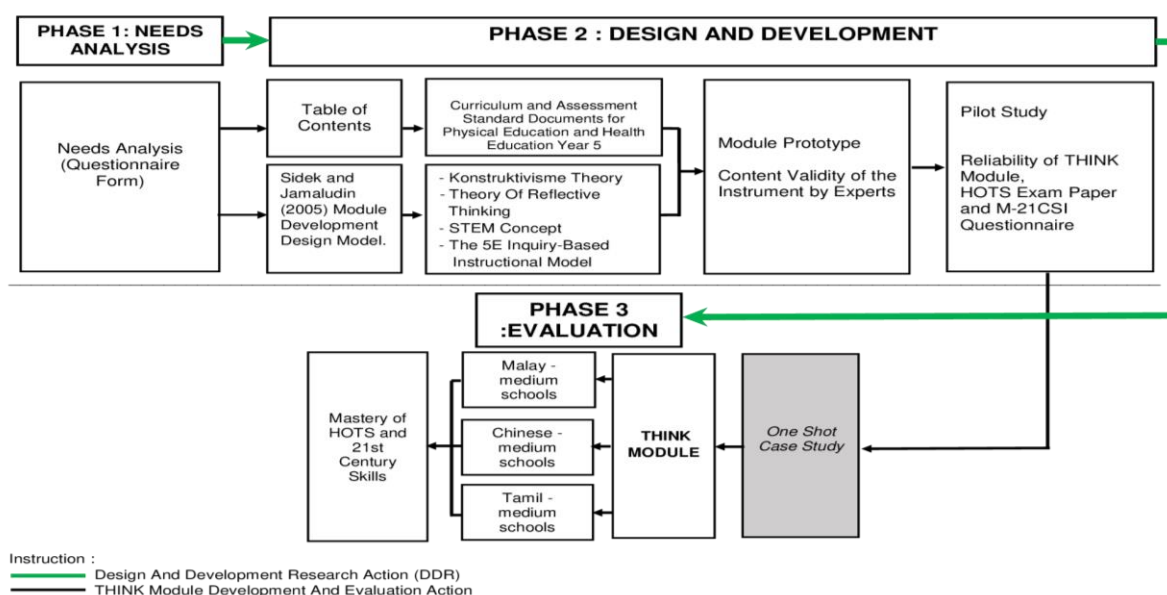 PHASE 1: NEEDS
ANALYSIS
PHASE 2 : DESIGN AND DEVELOPMENT
Needs Analysis
(Questionnaire
Form)
Table of
Contents
Sidek and
Jamaludin
(2005) Module
Development
Design Model.
Curriculum and Assessment
Standard Documents for
Physical Education and Health
Education Year 5
- Konstruktivisme Theory
- Theory Of Reflective
Thinking
- STEM Concept
- The 5E Inquiry-Based
Instructional Model
Module Prototype
Content Validity of the
Instrument by Experts
Pilot Study
Reliability of THINK
Module,
HOTS Exam Paper
and M-21CSI
Questionnaire
PHASE 3
:EVALUATION
Mastery of
HOTS and
21st
Century
Skills
Malay -
medium
schools
Chinese -
medium
schools
Tamil -
medium
schools
THINK
MODULE
One Shot
Case Study
Instruction :
Design And Development Research Action (DDR)
THINK Module Development And Evaluation Action